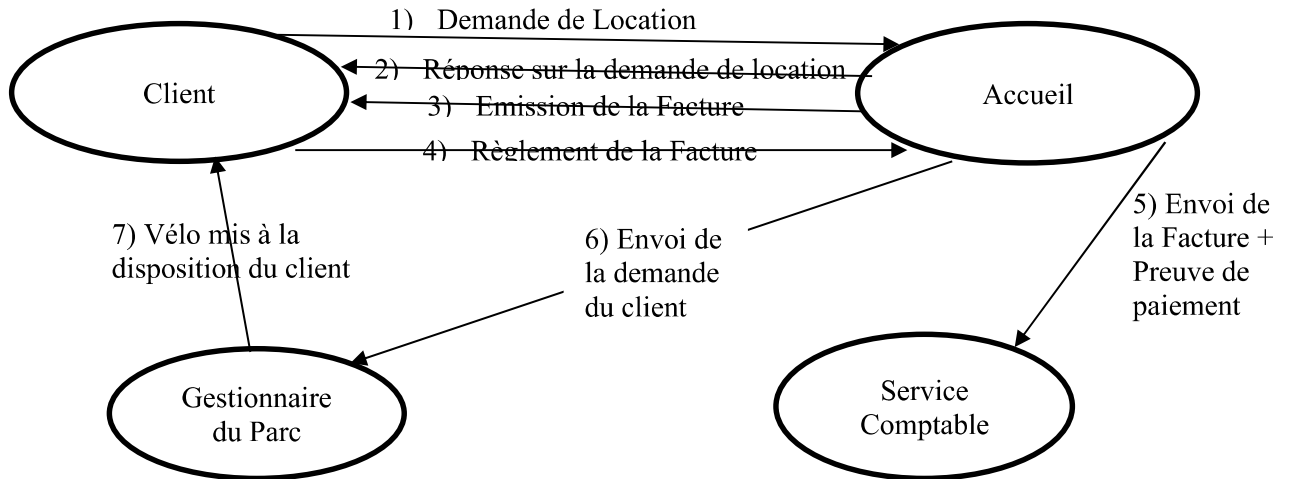 1) Demande de Location
2) Réponse sur la demande de location
Client
Accueil
3) Emission de la Facture
4) Règlement de la Facture
5) Envoi de
la Facture +
Preuve de
paiement
7) Vélo mis à la
disposition du client
6) Envoi de
la demande
du client
Gestionnaire
du Parc
Service
Comptable